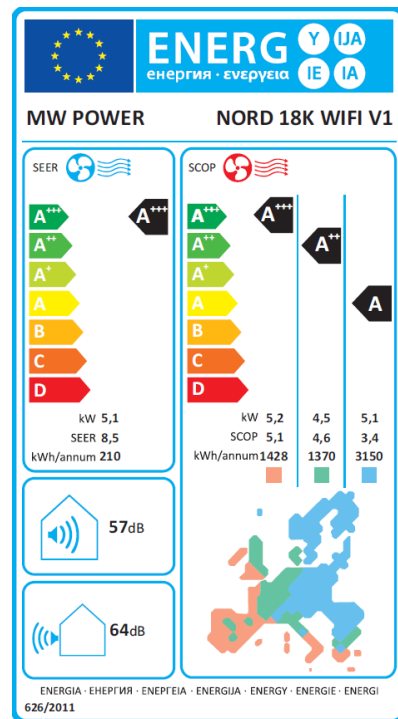 ENERG Y IJA
енергия · ενεργεια IE IA
MW POWER NORD 18K WIFI V1
SEER
A+++ A+++
A++
A+
A
B
C
D
kW 5,1
SEER 8,5
kWh/annum 210
SCOP
A+++ A+++
A++ A++
A+
A A
B
C
D
kW 5,2 4,5 5,1
SCOP 5,1 4,6 3,4
kWh/annum 1428 1370 3150
57dB
64dB
ENERGIA · ЕНЕРГИЯ · ΕΝΕΡΓΕΙΑ · ENERGIJA · ENERGY · ENERGIE · ENERGI
626/2011